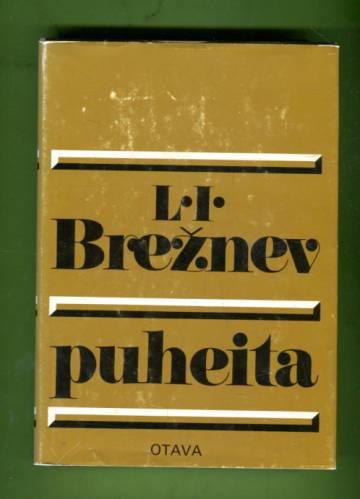 L·I·
Brežnev
puheita
OTAVA